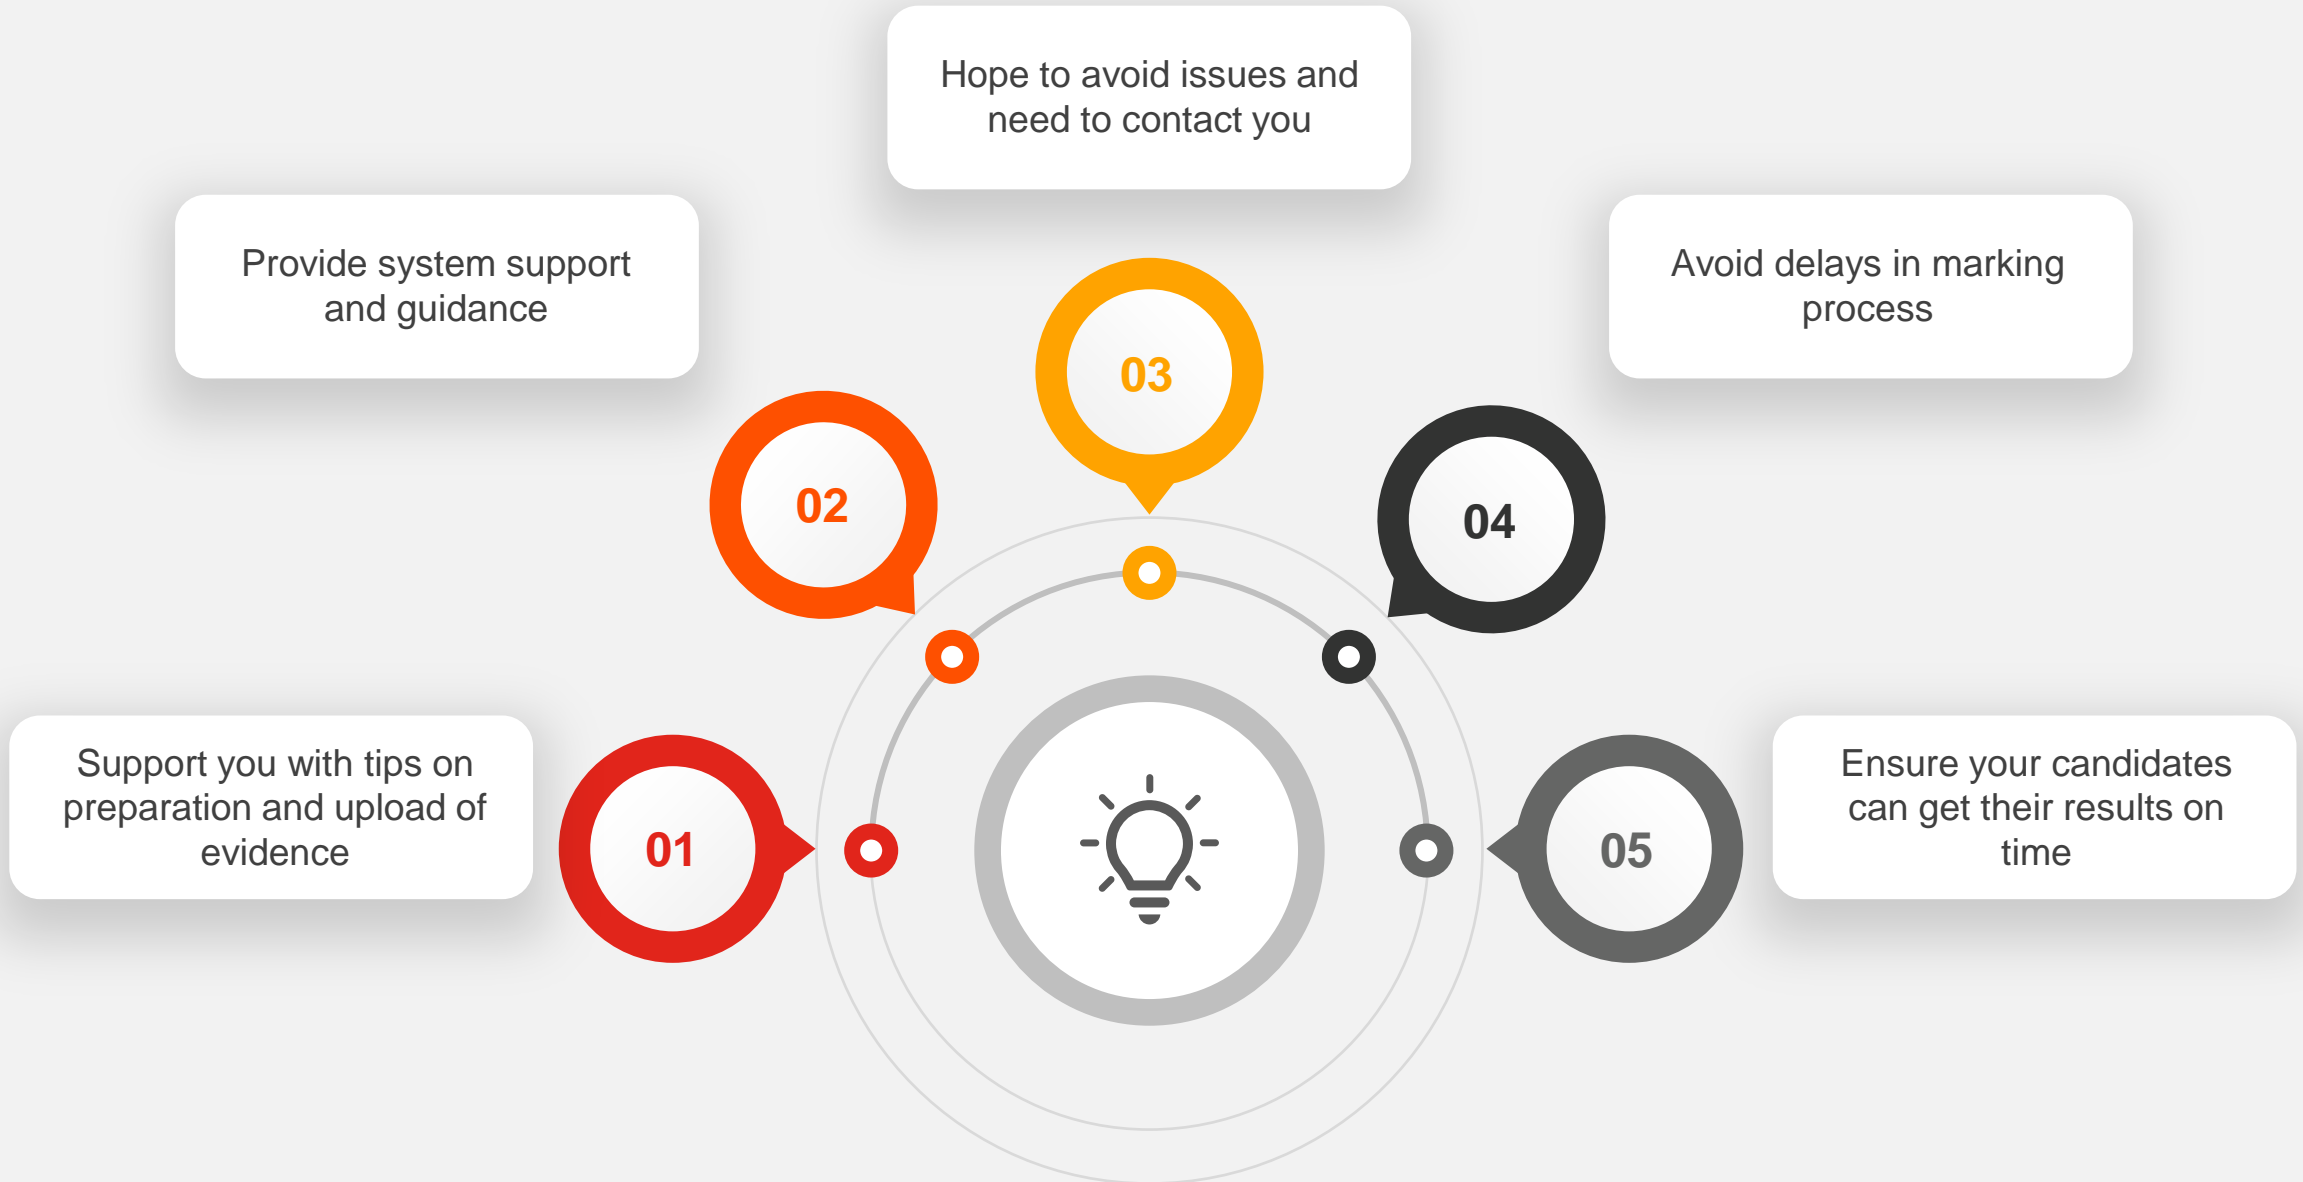 01
Support you with tips on
preparation and upload of
evidence
02
Provide system support
and guidance
03
Hope to avoid issues and
need to contact you
04
Avoid delays in marking
process
05
Ensure your candidates
can get their results on
time